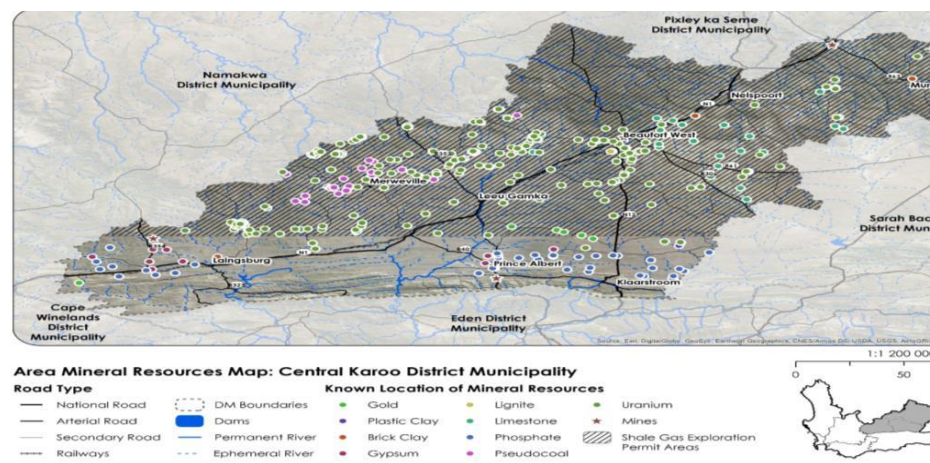 Pixley ka Seme
District Municipality
Namakwa
District Municipality
Nelspoort
N1
Beaufort West
Merweville
Leeu Gamka
N12
Sarah Baa
District Mun
Laingsburg
N1
Prince Albert
Klaarstroom
Cape
Winelands
District
Municipality
Eden District
Municipality
Area Mineral Resources Map: Central Karoo District Municipality
1:1 200 000
Road Type
Known Location of Mineral Resources
0 50
National Road
DM Boundaries
Gold
Lignite
Uranium
Arterial Road
Dams
Plastic Clay
Limestone
Mines
Secondary Road
Permanent River
Brick Clay
Phosphate
Shale Gas Exploration
Permit Areas
Railways
Ephemeral River
Gypsum
Pseudocoal